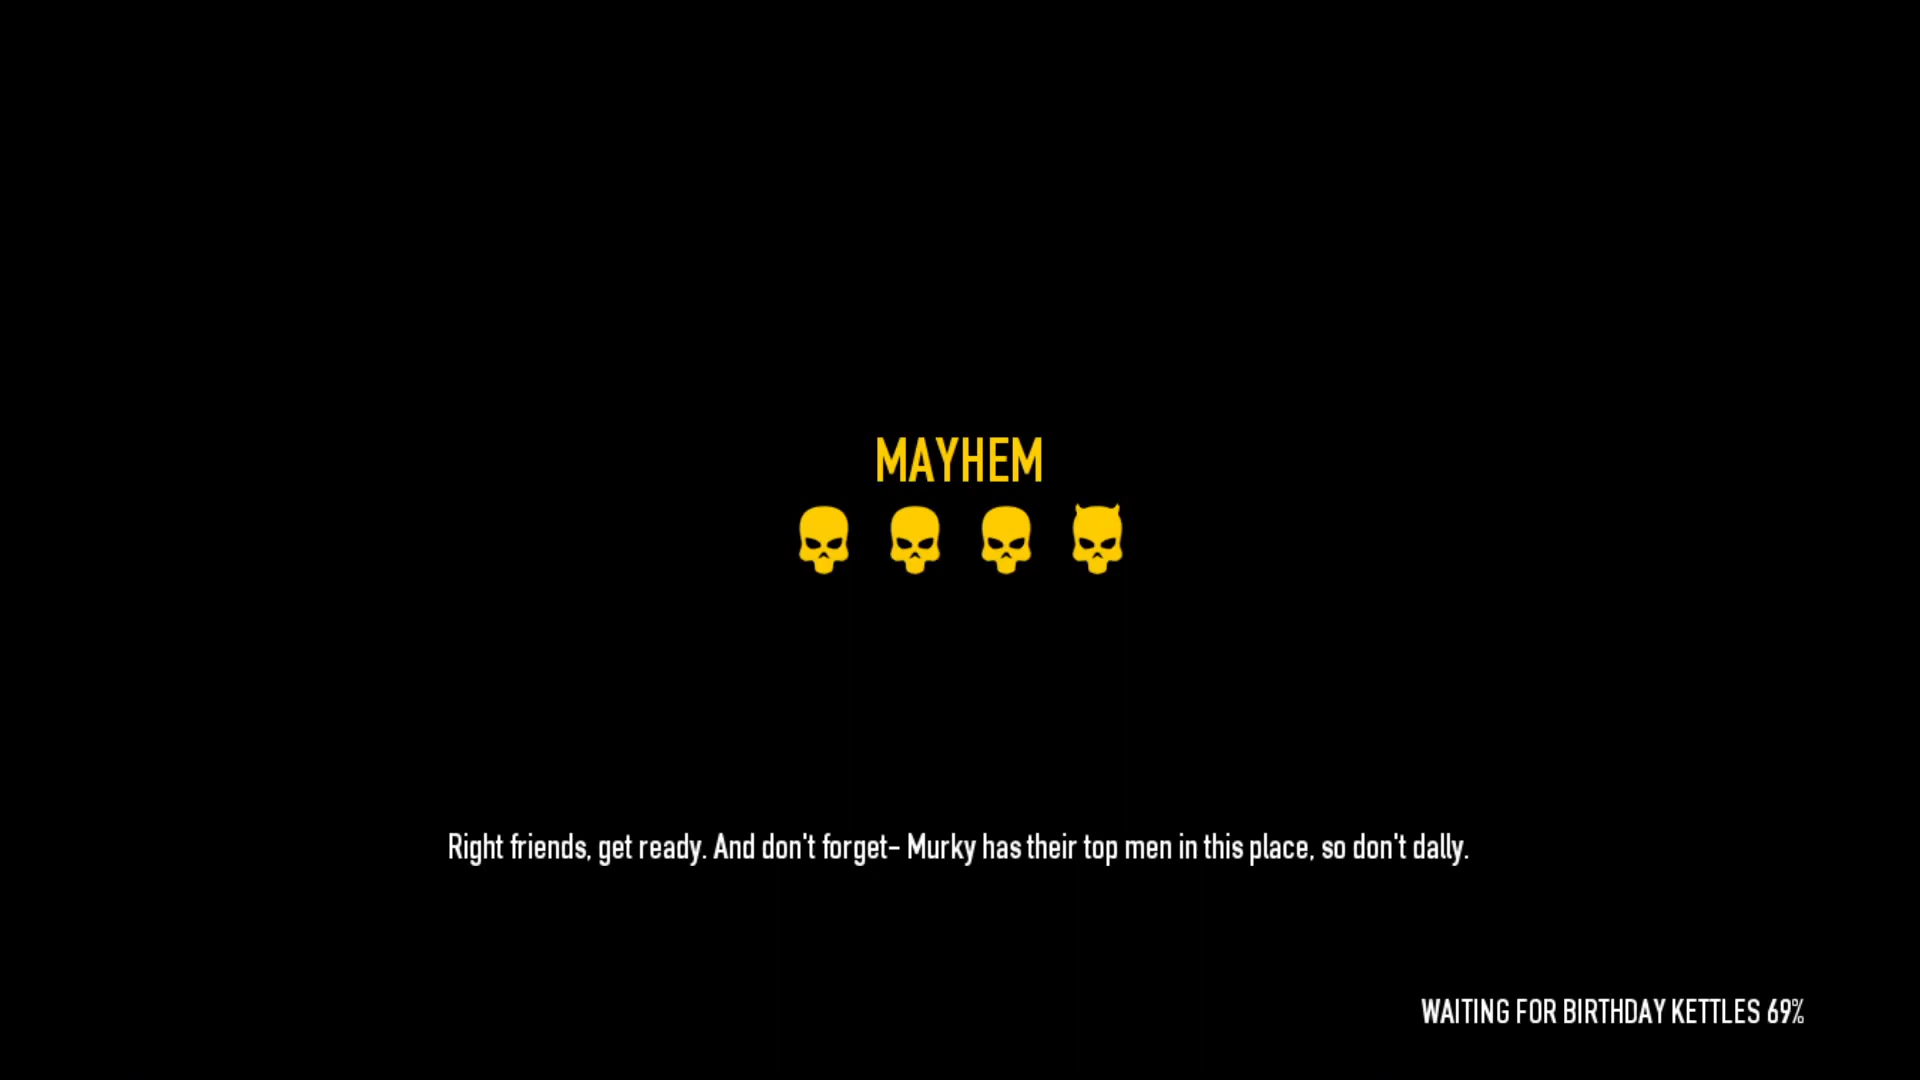 MAYHEM
Right friends, get ready. And don't forget- Murky has their top men in this place, so don't dally.
WAITING FOR BIRTHDAY KETTLES 69%